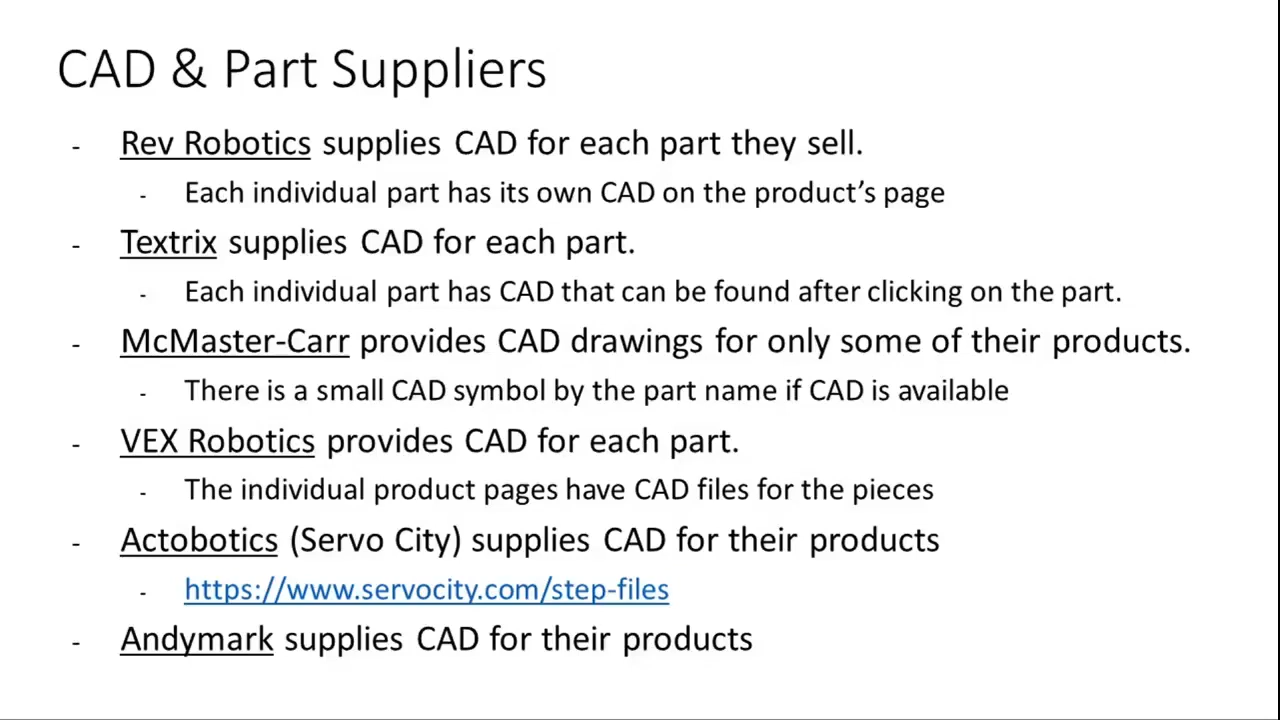 CAD & Part Suppliers
- Rev Robotics supplies CAD for each part they sell.
- Each individual part has its own CAD on the product’s page
- Textrix supplies CAD for each part.
- Each individual part has CAD that can be found after clicking on the part.
- McMaster-Carr provides CAD drawings for only some of their products.
- There is a small CAD symbol by the part name if CAD is available
- VEX Robotics provides CAD for each part.
- The individual product pages have CAD files for the pieces
- Actobotics (Servo City) supplies CAD for their products
- https://www.servocity.com/step-files
- Andymark supplies CAD for their products